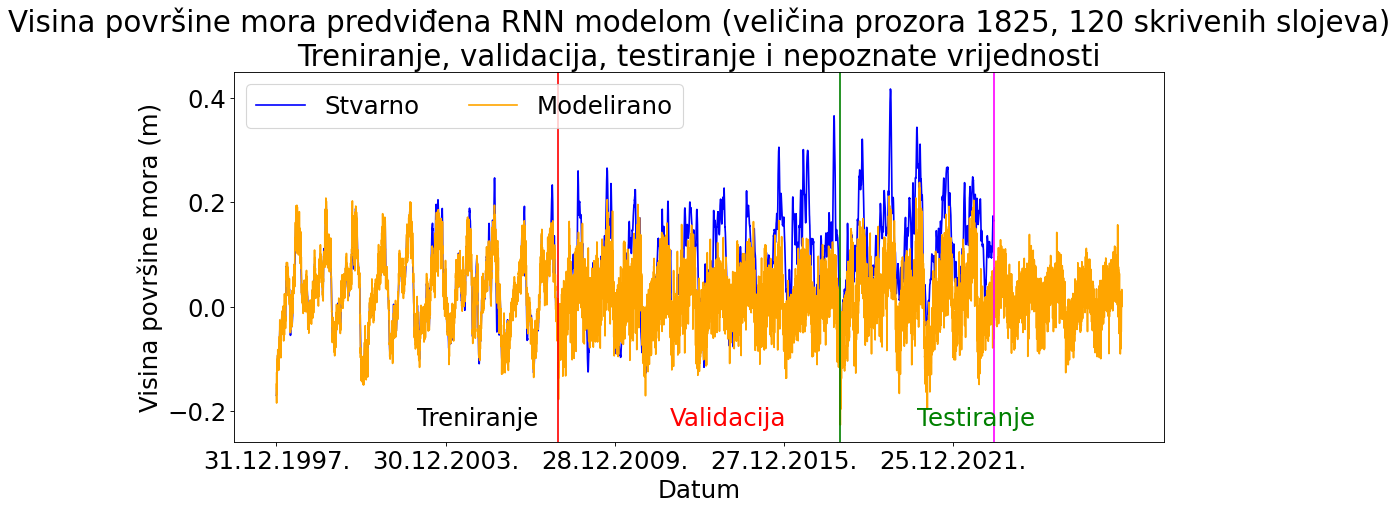 Visina površine mora predviđena RNN modelom (veličina prozora 1825, 120 skrivenih slojeva)
Treniranje, validacija, testiranje i nepoznate vrijednosti
Stvarno
Modelirano
Visina površine mora (m)
0.4
0.2
0.0
−0.2
Treniranje
Validacija
Testiranje
31.12.1997.
30.12.2003.
28.12.2009.
27.12.2015.
25.12.2021.
Datum